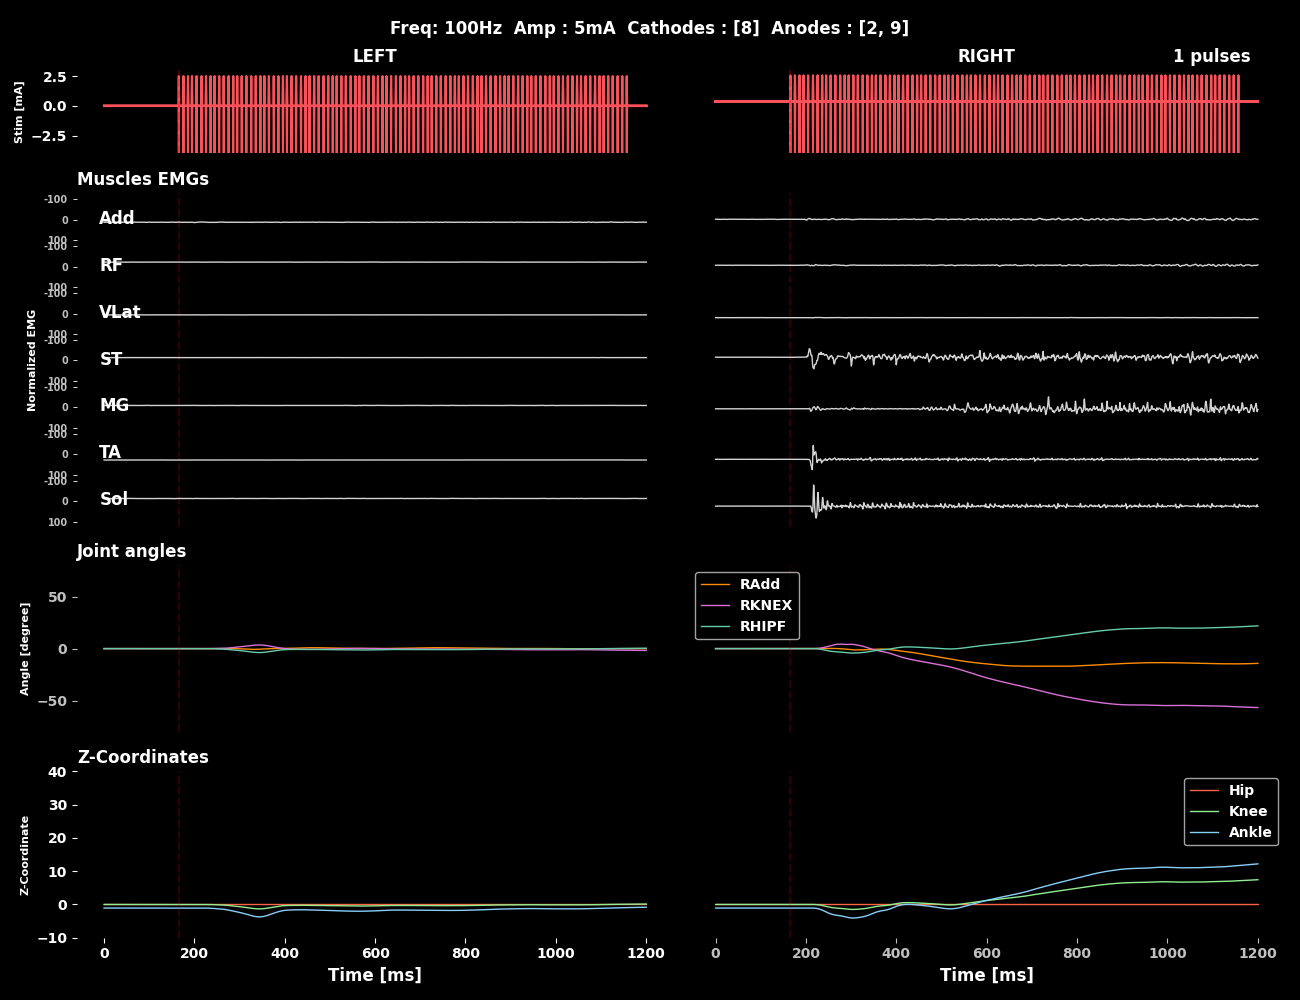 Freq: 100Hz  Amp : 5mA  Cathodes : [8]  Anodes : [2, 9]
LEFT
RIGHT
1 pulses
Stim [mA]
2.5
0.0
−2.5
Muscles EMGs
Normalized EMG
-100
0
100
Add
-100
0
100
RF
-100
0
100
VLat
-100
0
100
ST
-100
0
100
MG
-100
0
100
TA
-100
0
100
Sol
Joint angles
Angle [degree]
50
0
−50
RAdd
RKNEX
RHIPF
Z-Coordinates
Z-Coordinate
40
30
20
10
0
−10
Hip
Knee
Ankle
0 200 400 600 800 1000 1200
Time [ms]
0 200 400 600 800 1000 1200
Time [ms]